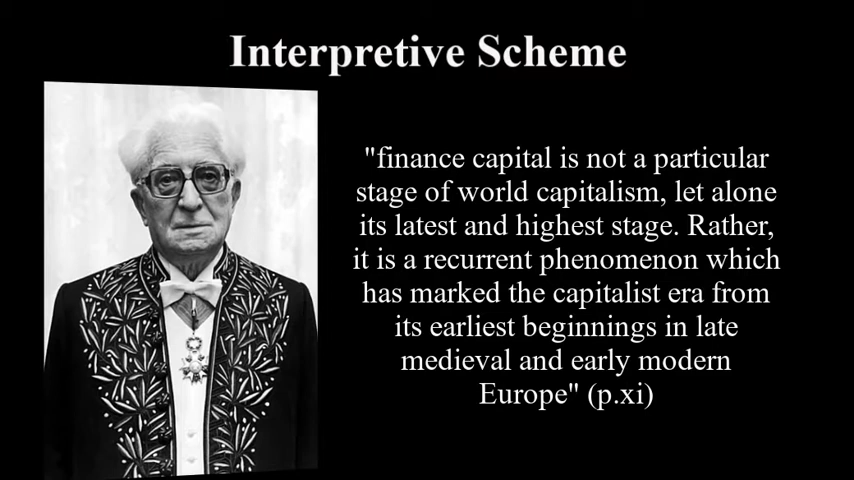 Interpretive Scheme
"finance capital is not a particular
stage of world capitalism, let alone
its latest and highest stage. Rather,
it is a recurrent phenomenon which
has marked the capitalist era from
its earliest beginnings in late
medieval and early modern
Europe" (p.xi)